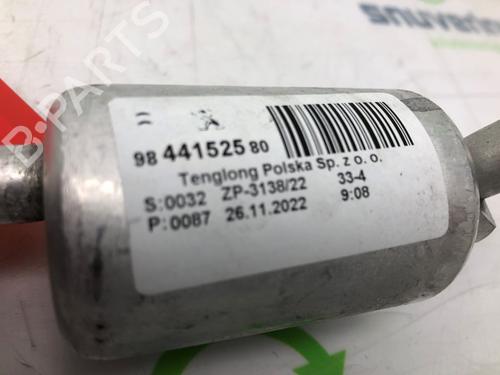 snuverink
B-PARTS
98 441525 80
Tenglong Polska Sp. z o. o.
S:0032 ZP-3138/22 33-4
P:0087 26.11.2022 9:08